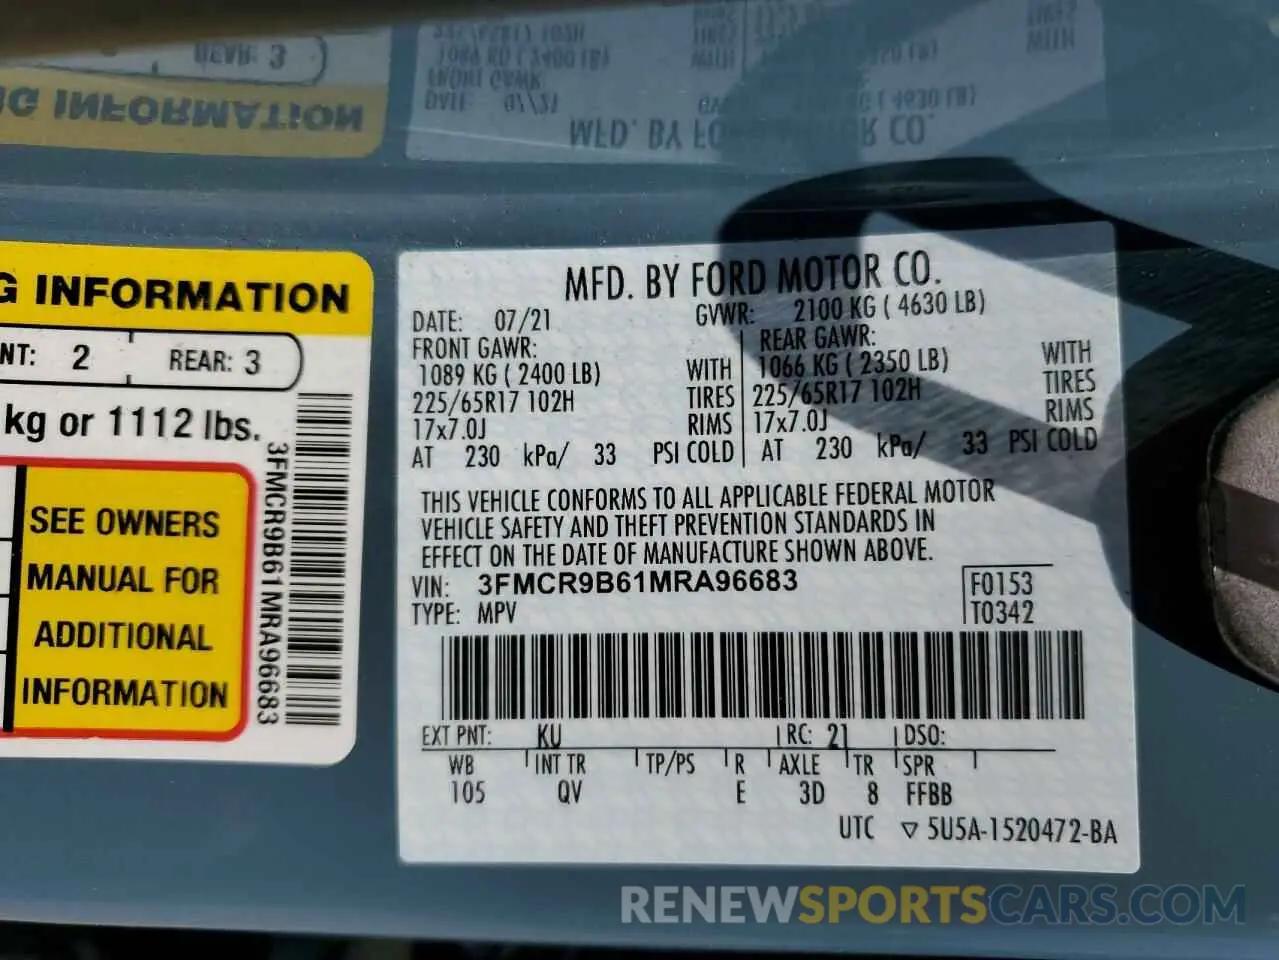 G INFORMATION
NT: 2 REAR: 3
kg or 1112 lbs.
SEE OWNERS
MANUAL FOR
ADDITIONAL
INFORMATION
3FMCR9B61MRA96683
MFD. BY FORD MOTOR CO.
DATE: 07/21 GVWR: 2100 KG ( 4630 LB)
FRONT GAWR: REAR GAWR:
1089 KG ( 2400 LB) WITH 1066 KG ( 2350 LB) WITH
225/65R17 102H TIRES 225/65R17 102H TIRES
17x7.0J RIMS 17x7.0J RIMS
AT 230 kPa/ 33 PSI COLD AT 230 kPa/ 33 PSI COLD
THIS VEHICLE CONFORMS TO ALL APPLICABLE FEDERAL MOTOR
VEHICLE SAFETY AND THEFT PREVENTION STANDARDS IN
EFFECT ON THE DATE OF MANUFACTURE SHOWN ABOVE.
VIN: 3FMCR9B61MRA96683 F0153
TYPE: MPV T0342
EXT PNT: KU RC: 21 DSO:
WB INT TR TP/PS R AXLE TR SPR
105 QV E 3D 8 FFBB
UTC ▽ 5U5A-1520472-BA
RENEWSPORTSCARS.COM